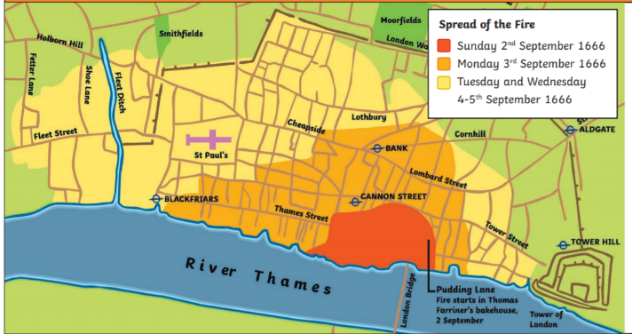 Spread of the Fire
Sunday 2nd September 1666
Monday 3rd September 1666
Tuesday and Wednesday
4-5th September 1666
Moorfields
London Wa
Smithfields
Holborn Hill
Fetter Lane
Shoe Lane
Fleet Ditch
Fleet Street
St Paul's
Cheapside
Lothbury
Cornhill
ALDGATE
BANK
Lombard Street
BLACKFRIARS
CANNON STREET
Thames Street
Tower Street
TOWER HILL
River Thames
London Bridge
Pudding Lane
Fire starts in Thomas
Farriner's bakehouse,
2 September
Tower of
London